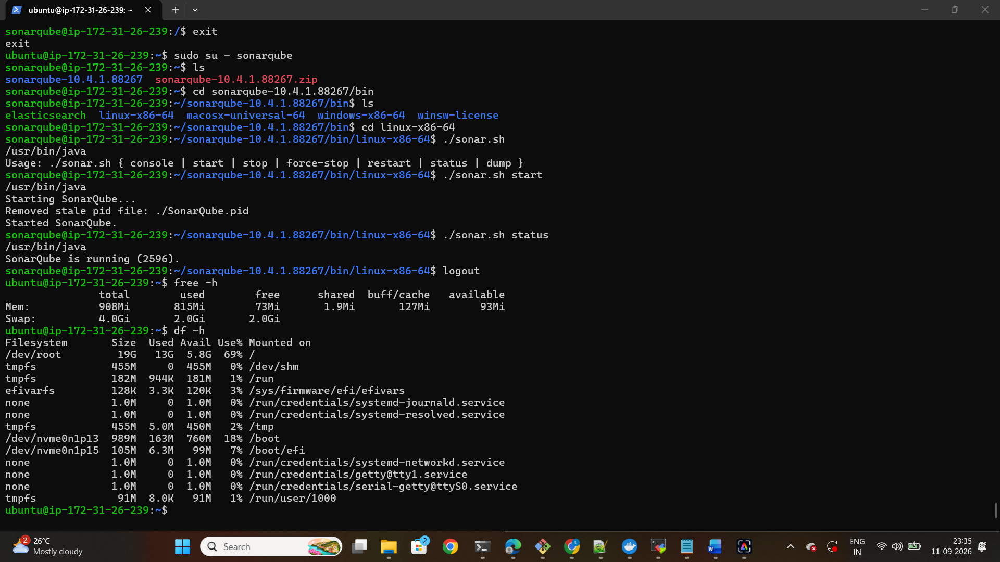 ubuntu@ip-172-31-26-239: ~
sonarqube@ip-172-31-26-239:/$ exit
exit
ubuntu@ip-172-31-26-239:~$ sudo su - sonarqube
sonarqube@ip-172-31-26-239:~$ ls
sonarqube-10.4.1.88267  sonarqube-10.4.1.88267.zip
sonarqube@ip-172-31-26-239:~$ cd sonarqube-10.4.1.88267/bin
sonarqube@ip-172-31-26-239:~/sonarqube-10.4.1.88267/bin$ ls
elasticsearch  linux-x86-64  macosx-universal-64  windows-x86-64  winsw-license
sonarqube@ip-172-31-26-239:~/sonarqube-10.4.1.88267/bin$ cd linux-x86-64
sonarqube@ip-172-31-26-239:~/sonarqube-10.4.1.88267/bin/linux-x86-64$ ./sonar.sh
/usr/bin/java
Usage: ./sonar.sh { console | start | stop | force-stop | restart | status | dump }
sonarqube@ip-172-31-26-239:~/sonarqube-10.4.1.88267/bin/linux-x86-64$ ./sonar.sh start
/usr/bin/java
Starting SonarQube...
Removed stale pid file: ./SonarQube.pid
Started SonarQube.
sonarqube@ip-172-31-26-239:~/sonarqube-10.4.1.88267/bin/linux-x86-64$ ./sonar.sh status
/usr/bin/java
SonarQube is running (2596).
sonarqube@ip-172-31-26-239:~/sonarqube-10.4.1.88267/bin/linux-x86-64$ logout
ubuntu@ip-172-31-26-239:~$ free -h
               total        used        free      shared  buff/cache   available
Mem:           908Mi       815Mi        73Mi       1.9Mi       127Mi        93Mi
Swap:          4.0Gi       2.0Gi       2.0Gi
ubuntu@ip-172-31-26-239:~$ df -h
Filesystem       Size  Used Avail Use% Mounted on
/dev/root         19G   13G  5.8G  69% /
tmpfs            455M     0  455M   0% /dev/shm
tmpfs            182M  944K  181M   1% /run
efivarfs         128K  3.3K  120K   3% /sys/firmware/efi/efivars
none             1.0M     0  1.0M   0% /run/credentials/systemd-journald.service
none             1.0M     0  1.0M   0% /run/credentials/systemd-resolved.service
tmpfs            455M  5.0M  450M   2% /tmp
/dev/nvme0n1p13  989M  163M  760M  18% /boot
/dev/nvme0n1p15  105M  6.3M   99M   7% /boot/efi
none             1.0M     0  1.0M   0% /run/credentials/systemd-networkd.service
none             1.0M     0  1.0M   0% /run/credentials/getty@tty1.service
none             1.0M     0  1.0M   0% /run/credentials/serial-getty@ttyS0.service
tmpfs             91M  8.0K   91M   1% /run/user/1000
ubuntu@ip-172-31-26-239:~$
2
26°C
Mostly cloudy
Search
2
ENG
IN
23:35
11-09-2026